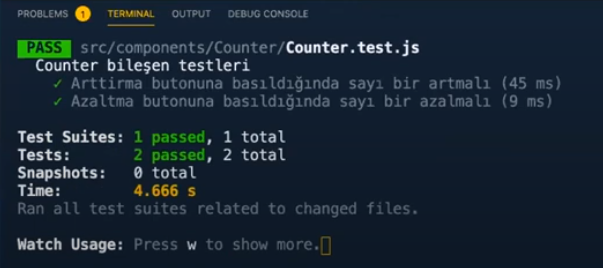 PROBLEMS 1 TERMINAL OUTPUT DEBUG CONSOLE
PASS src/components/Counter/Counter.test.js
Counter bileşen testleri
✓ Arttirma butonuna basıldığında sayı bir artmalı (45 ms)
✓ Azaltma butonuna basıldığında sayı bir azalmalı (9 ms)
Test Suites: 1 passed, 1 total
Tests: 2 passed, 2 total
Snapshots: 0 total
Time: 4.666 s
Ran all test suites related to changed files.
Watch Usage: Press w to show more.